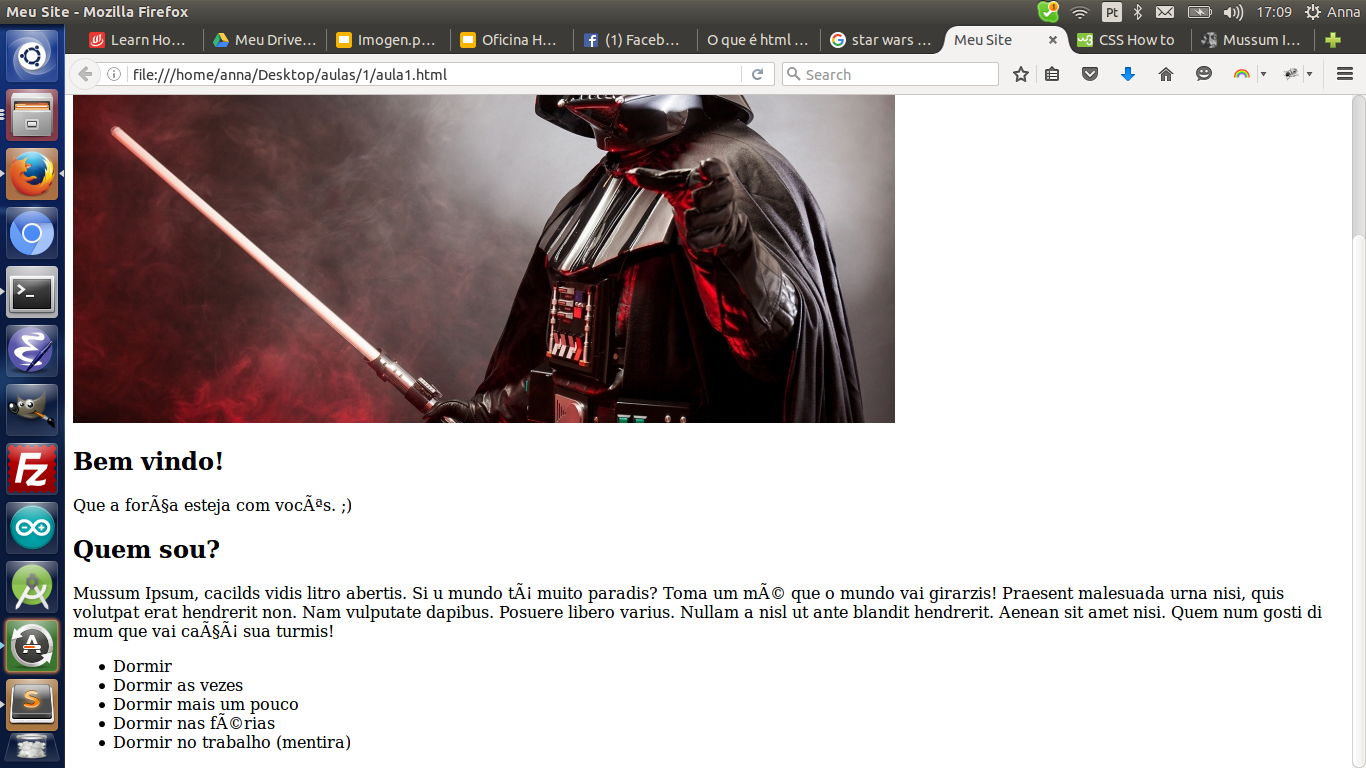 Meu Site - Mozilla Firefox
Pt
17:09
Anna
Learn Ho...
Meu Drive...
Imogen.p...
Oficina H...
(1) Faceb...
O que é html ...
star wars ...
Meu Site
CSS How to
Mussum I...
file:///home/anna/Desktop/aulas/1/aula1.html
Search
Bem vindo!
Que a forÃ§a esteja com vocÃªs. ;)
Quem sou?
Mussum Ipsum, cacilds vidis litro abertis. Si u mundo tÃ¡ muito paradis? Toma um mÃ© que o mundo vai girarzis! Praesent malesuada urna nisi, quis
volutpat erat hendrerit non. Nam vulputate dapibus. Posuere libero varius. Nullam a nisl ut ante blandit hendrerit. Aenean sit amet nisi. Quem num gosti di
mum que vai caÃ§Ã¡ sua turmis!
Dormir
Dormir as vezes
Dormir mais um pouco
Dormir nas fÃ©rias
Dormir no trabalho (mentira)